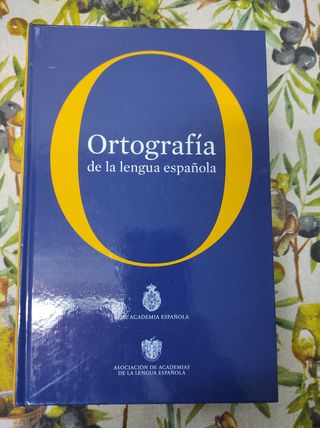 Ortografía
de la lengua española
ACADEMIA ESPAÑOLA
ASOCIACIÓN DE ACADEMIAS
DE LA LENGUA ESPAÑOLA